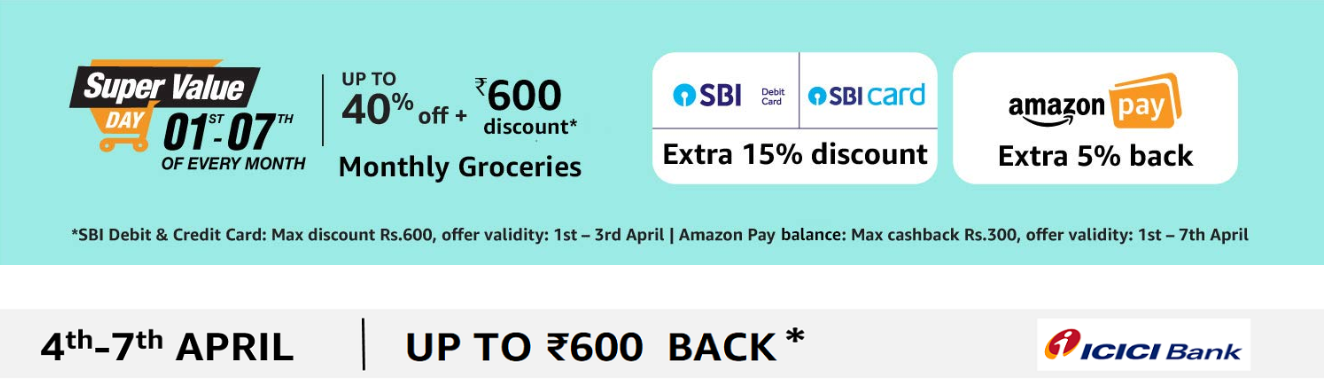 Super Value
DAY 01ST-07TH
OF EVERY MONTH
UP TO
40% off +
₹600
discount*
Monthly Groceries
SBI Debit Card
SBI card
Extra 15% discount
amazon pay
Extra 5% back
*SBI Debit & Credit Card: Max discount Rs.600, offer validity: 1st – 3rd April | Amazon Pay balance: Max cashback Rs.300, offer validity: 1st – 7th April
4th-7th APRIL
UP TO ₹600 BACK*
ICICI Bank